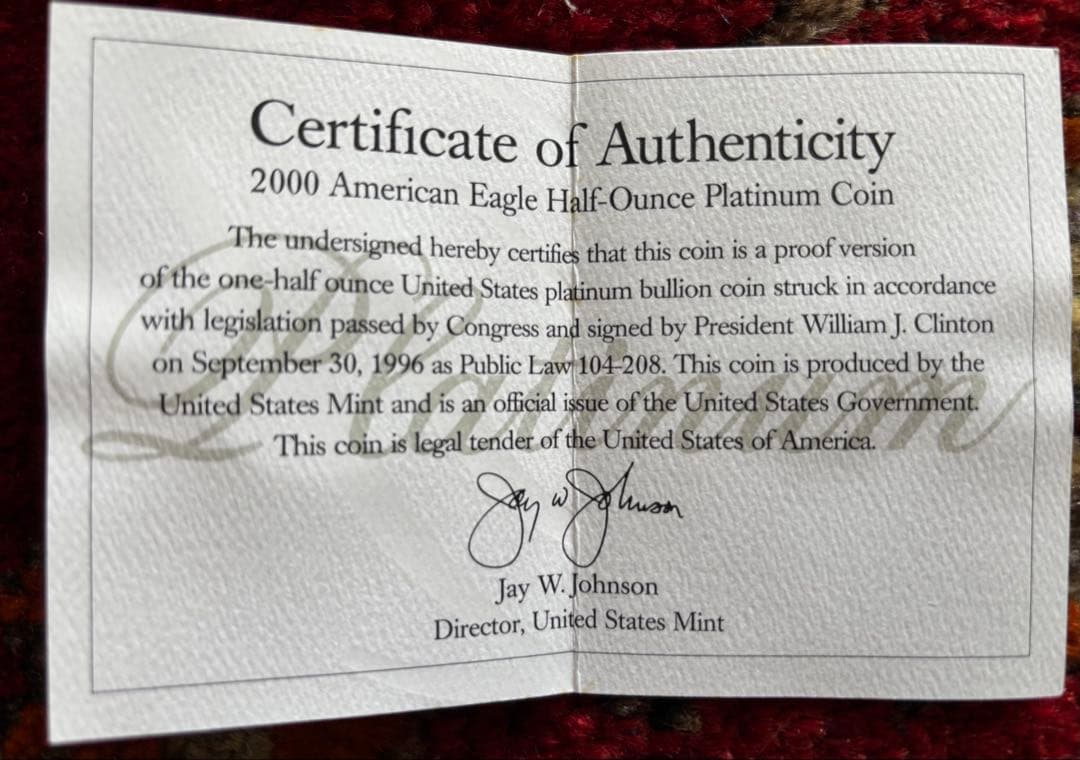 Certificate of Authenticity
2000 American Eagle Half-Ounce Platinum Coin
The undersigned hereby certifies that this coin is a proof version
of the one-half ounce United States platinum bullion coin struck in accordance
with legislation passed by Congress and signed by President William J. Clinton
on September 30, 1996 as Public Law 104-208. This coin is produced by the
United States Mint and is an official issue of the United States Government.
This coin is legal tender of the United States of America.
Platinum
Jay W Johnson
Jay W. Johnson
Director, United States Mint